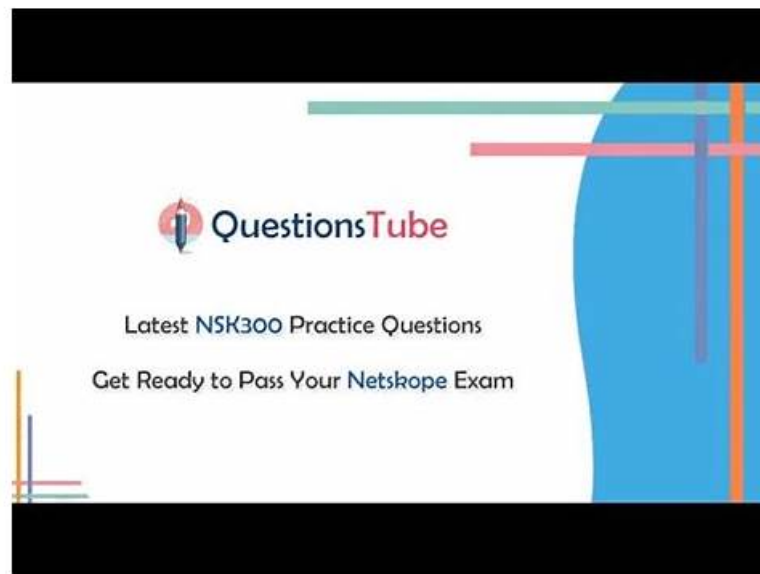 QuestionsTube
Latest NSK300 Practice Questions
Get Ready to Pass Your Netskope Exam